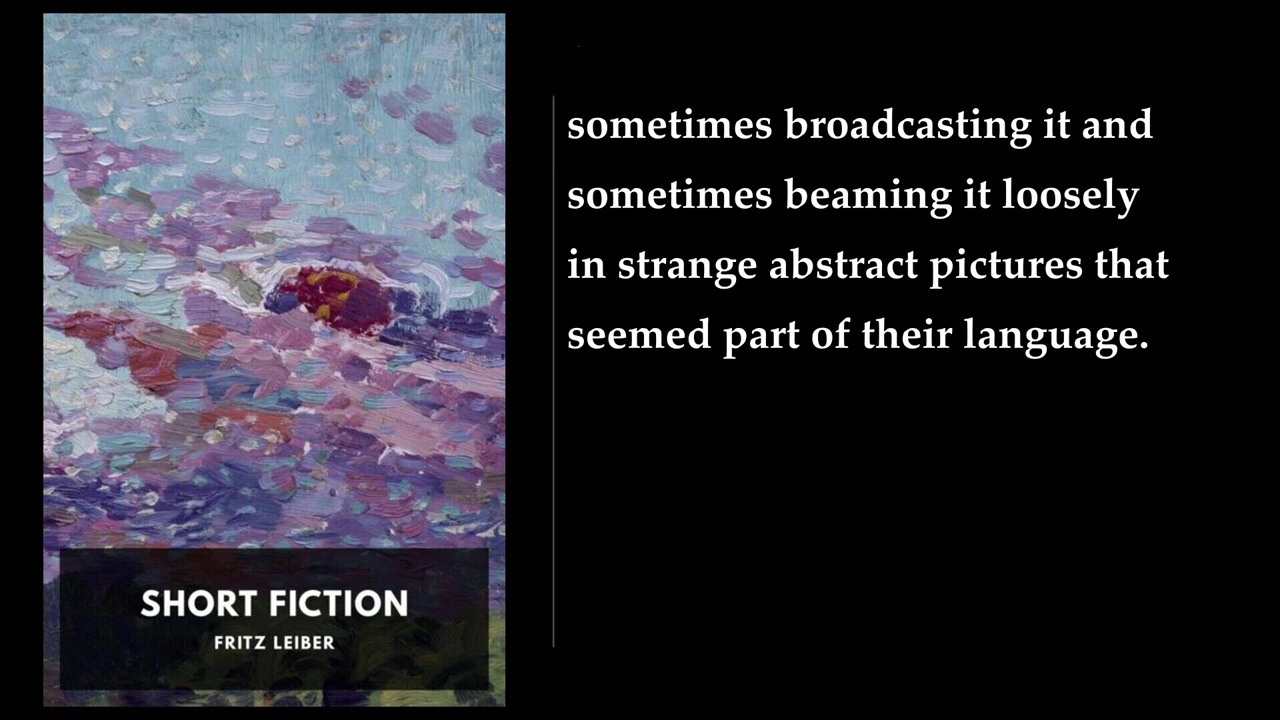 sometimes broadcasting it and
sometimes beaming it loosely
in strange abstract pictures that
seemed part of their language.
SHORT FICTION
FRITZ LEIBER